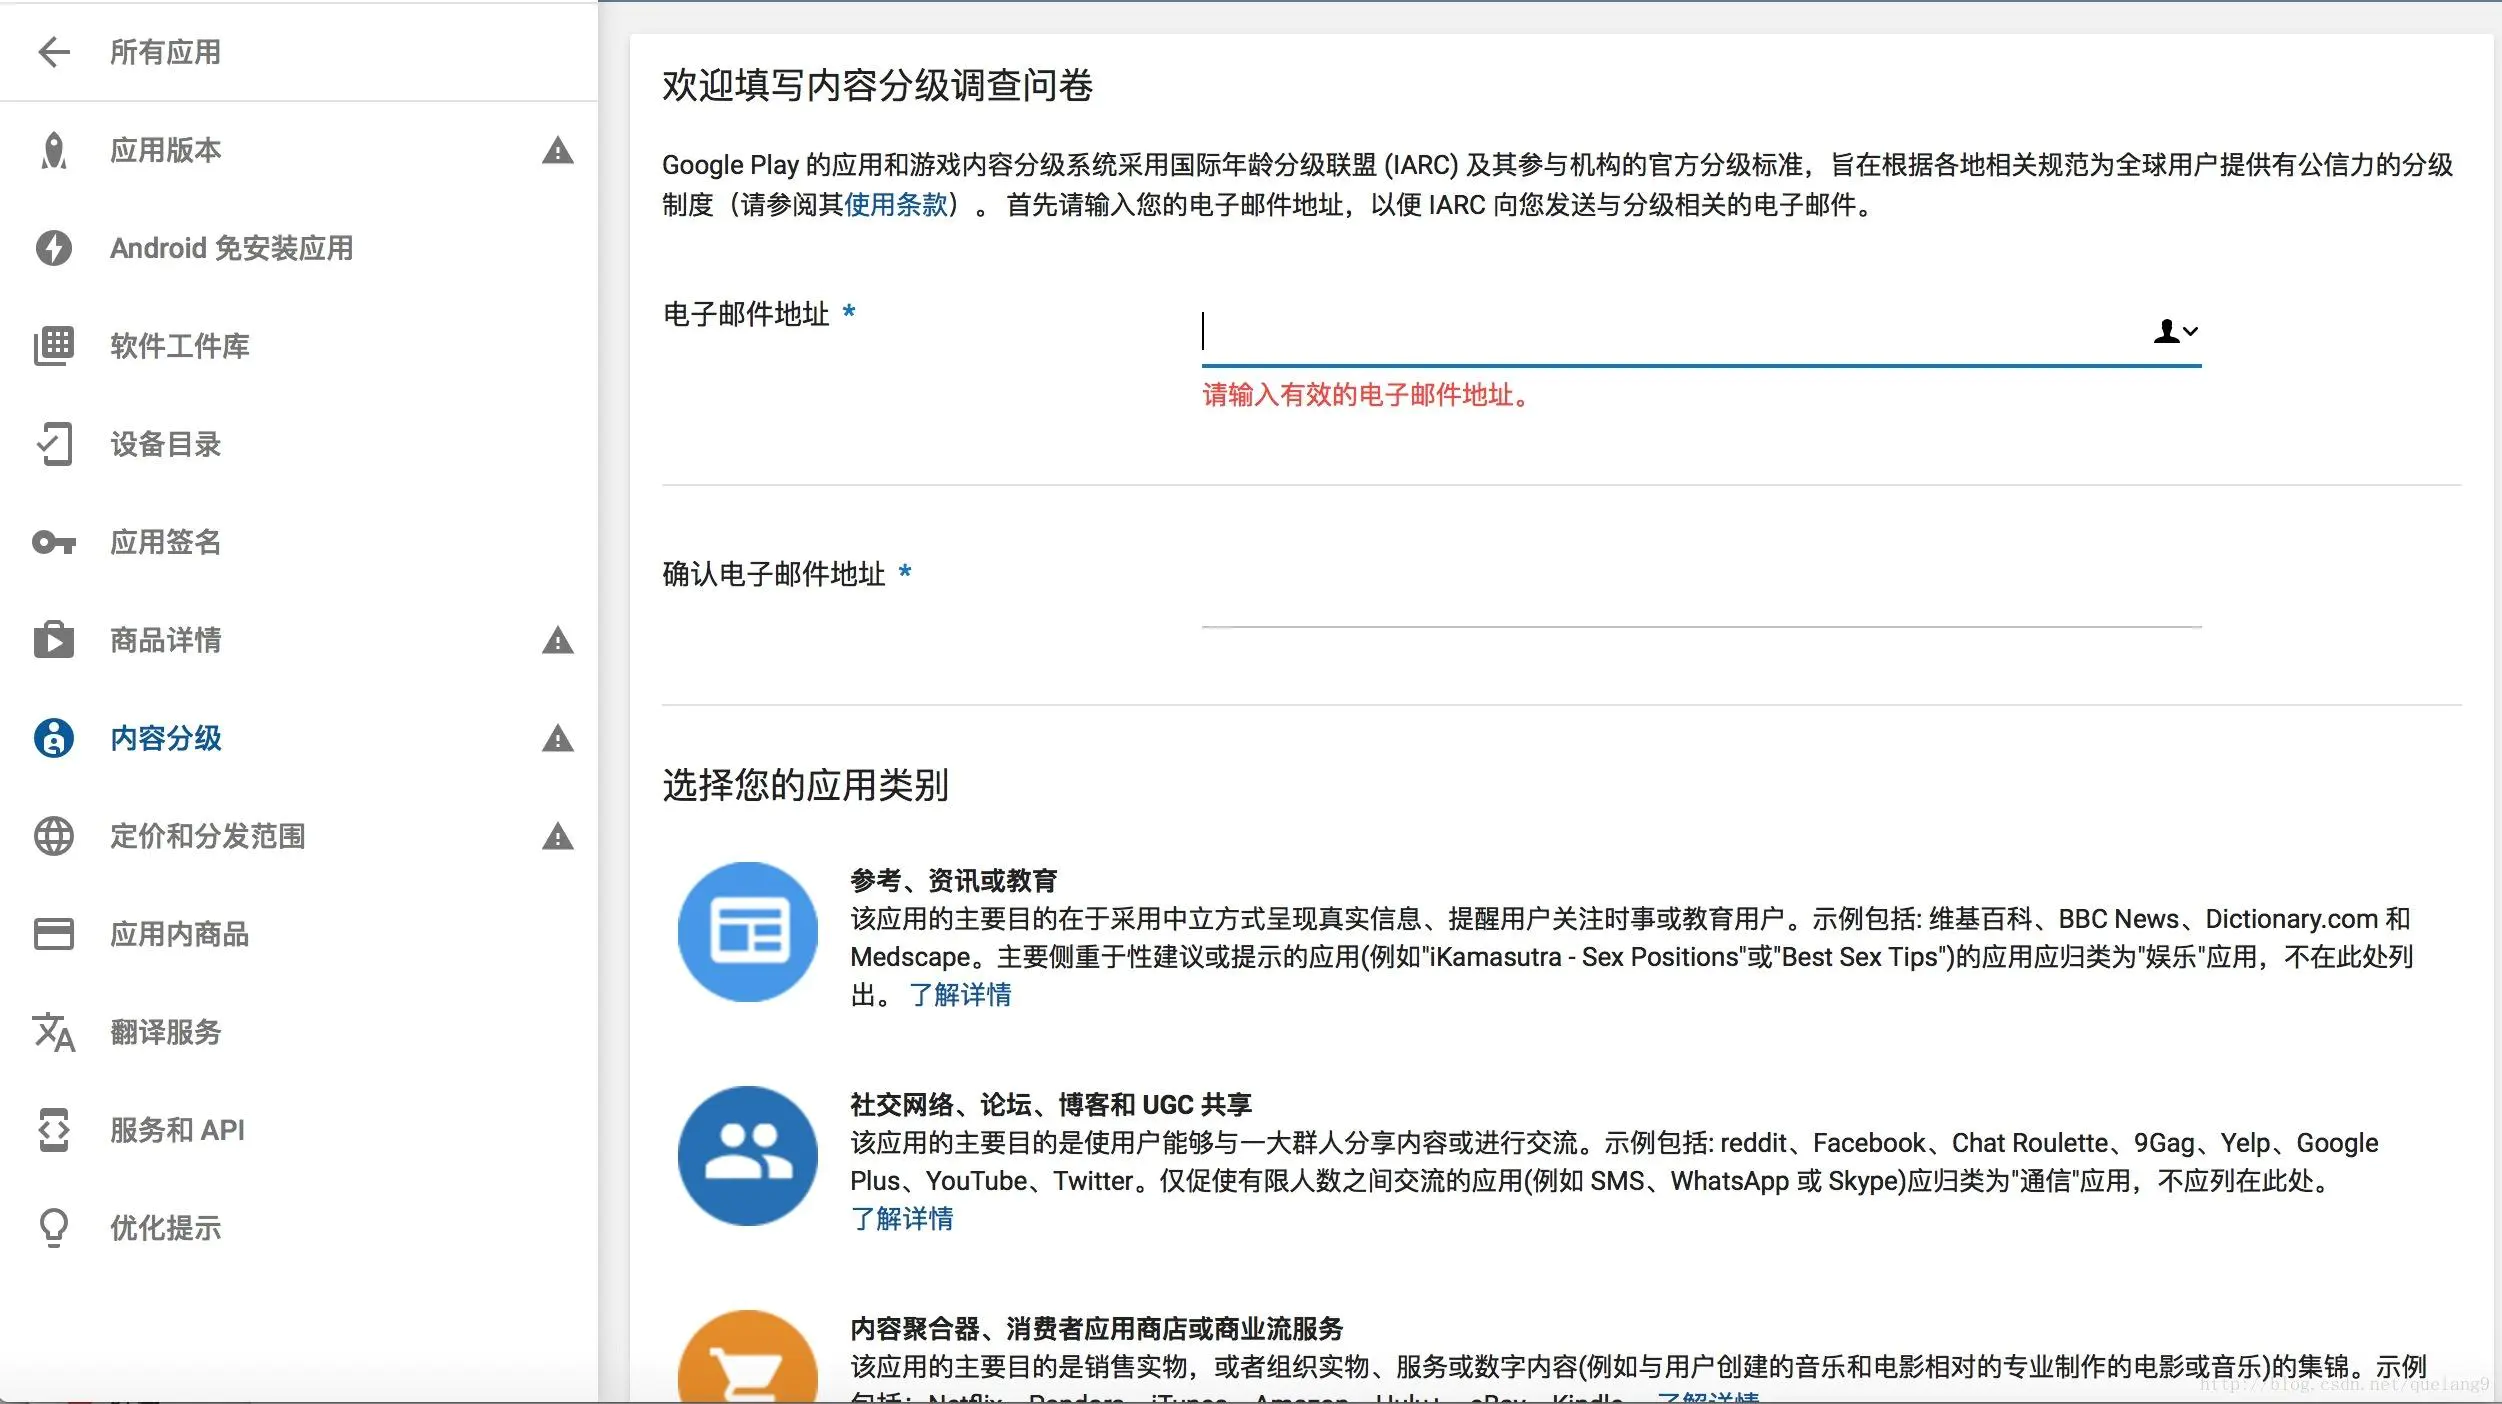 所有应用
应用版本
Android 免安装应用
软件工件库
设备目录
应用签名
商品详情
内容分级
定价和分发范围
应用内商品
翻译服务
服务和 API
优化提示
欢迎填写内容分级调查问卷
Google Play 的应用和游戏内容分级系统采用国际年龄分级联盟 (IARC) 及其参与机构的官方分级标准，旨在根据各地相关规范为全球用户提供有公信力的分级
制度（请参阅其使用条款）。 首先请输入您的电子邮件地址，以便 IARC 向您发送与分级相关的电子邮件。
电子邮件地址 *
请输入有效的电子邮件地址。
确认电子邮件地址 *
选择您的应用类别
参考、资讯或教育
该应用的主要目的在于采用中立方式呈现真实信息、提醒用户关注时事或教育用户。示例包括: 维基百科、BBC News、Dictionary.com 和
Medscape。主要侧重于性建议或提示的应用(例如"iKamasutra - Sex Positions"或"Best Sex Tips")的应用应归类为"娱乐"应用，不在此处列
出。 了解详情
社交网络、论坛、博客和 UGC 共享
该应用的主要目的是使用户能够与一大群人分享内容或进行交流。示例包括: reddit、Facebook、Chat Roulette、9Gag、Yelp、Google
Plus、YouTube、Twitter。仅促使有限人数之间交流的应用(例如 SMS、WhatsApp 或 Skype)应归类为"通信"应用，不应列在此处。
了解详情
内容聚合器、消费者应用商店或商业流服务
该应用的主要目的是销售实物，或者组织实物、服务或数字内容(例如与用户创建的音乐和电影相对的专业制作的电影或音乐)的集锦。示例
包括: Netflix、Pandora、iTunes、Amazon、Hulu+、eBay、Kindle。 了解详情
http://blog.csdn.net/quelang9